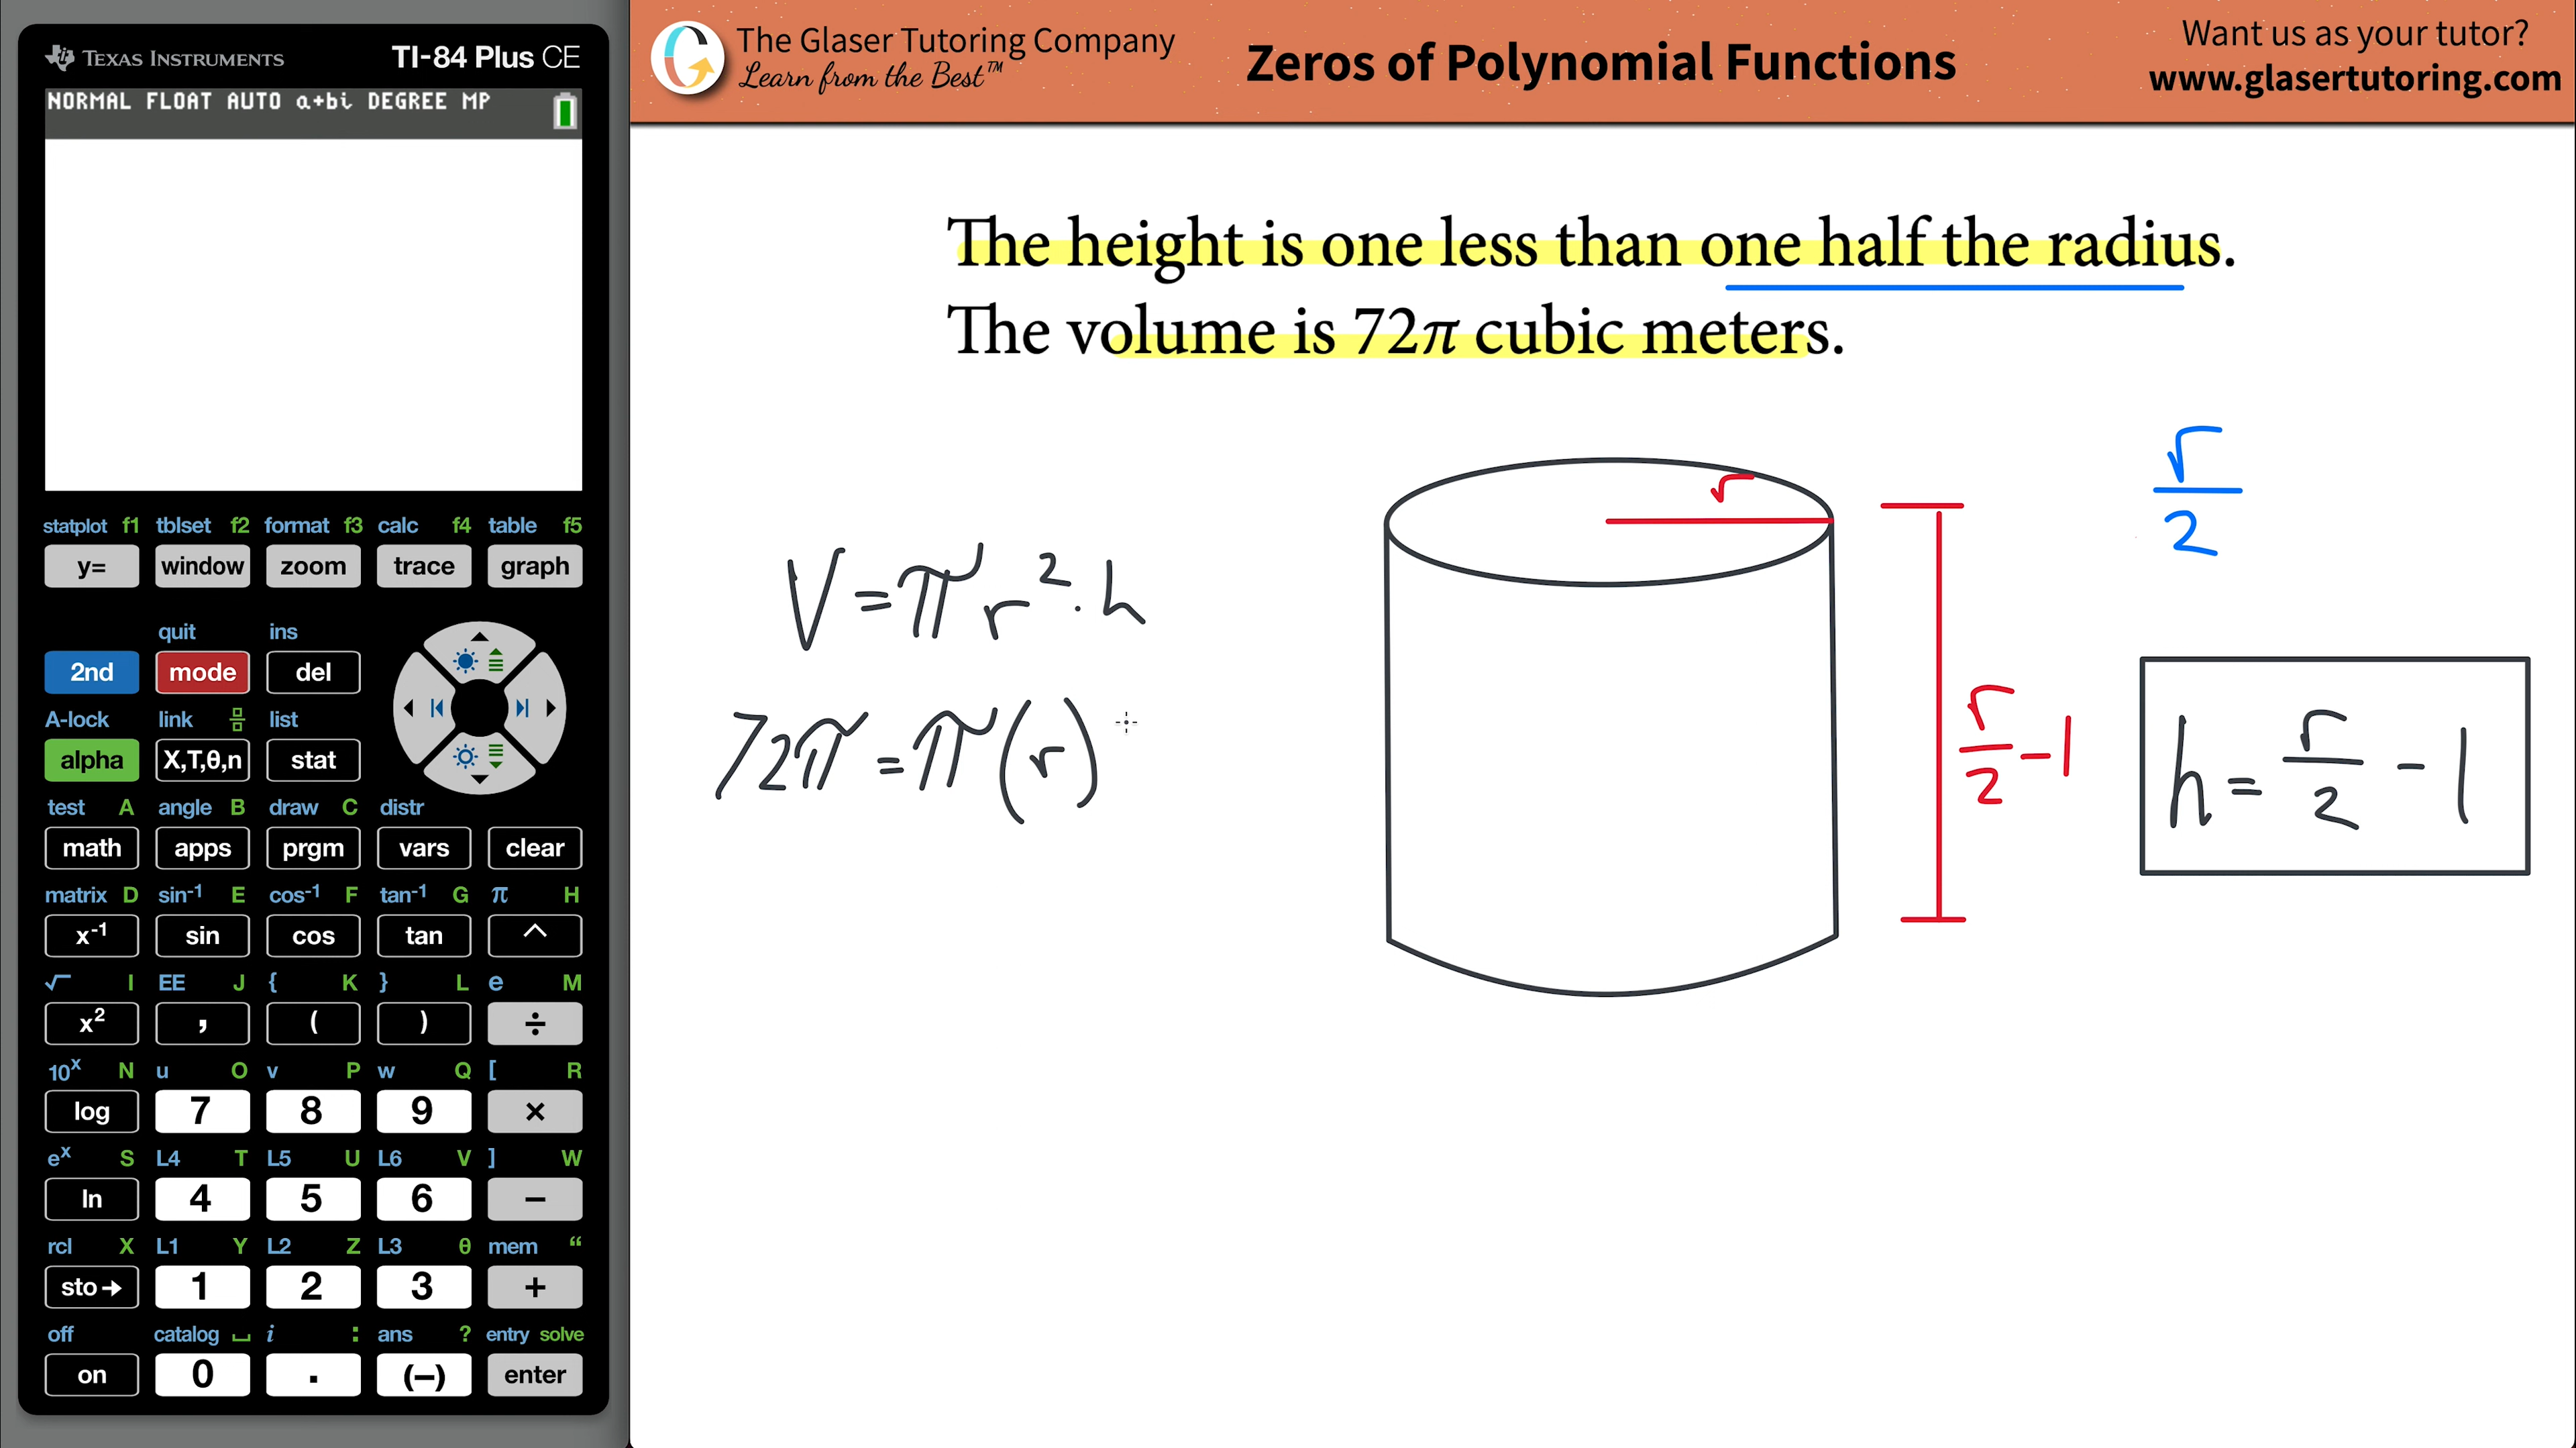 TEXAS INSTRUMENTS TI-84 Plus CE
NORMAL FLOAT AUTO a+bi DEGREE MP
statplot f1 tblset f2 format f3 calc f4 table f5
y= window zoom trace graph
quit ins
2nd mode del
A-lock link list
alpha X,T,θ,n stat
test A angle B draw C distr
math apps prgm vars clear
matrix D sin⁻¹ E cos⁻¹ F tan⁻¹ G π H
x⁻¹ sin cos tan ^
√ I EE J { K } L e M
x² , ( ) ÷
10ˣ N u O v P w Q [ R
log 7 8 9 ×
eˣ S L4 T L5 U L6 V ] W
ln 4 5 6 −
rcl X L1 Y L2 Z L3 θ mem “
sto→ 1 2 3 +
off catalog ⎵ i : ans ? entry solve
on 0 . (–) enter
The Glaser Tutoring Company
Learn from the Best™
Zeros of Polynomial Functions
Want us as your tutor?
www.glasertutoring.com
The height is one less than one half the radius.
The volume is 72π cubic meters.
V = π r² · h
72π = π (r)
r
r/2 - 1
r/2
h = r/2 - 1